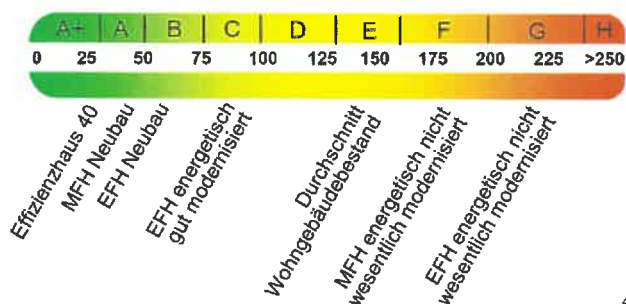 A+ A B C D E F G H
0 25 50 75 100 125 150 175 200 225 >250
Effizienzhaus 40
MFH Neubau
EFH Neubau
EFH energetisch
gut modernisiert
Durchschnitt
Wohngebäudebestand
MFH energetisch nicht
wesentlich modernisiert
EFH energetisch nicht
wesentlich modernisiert